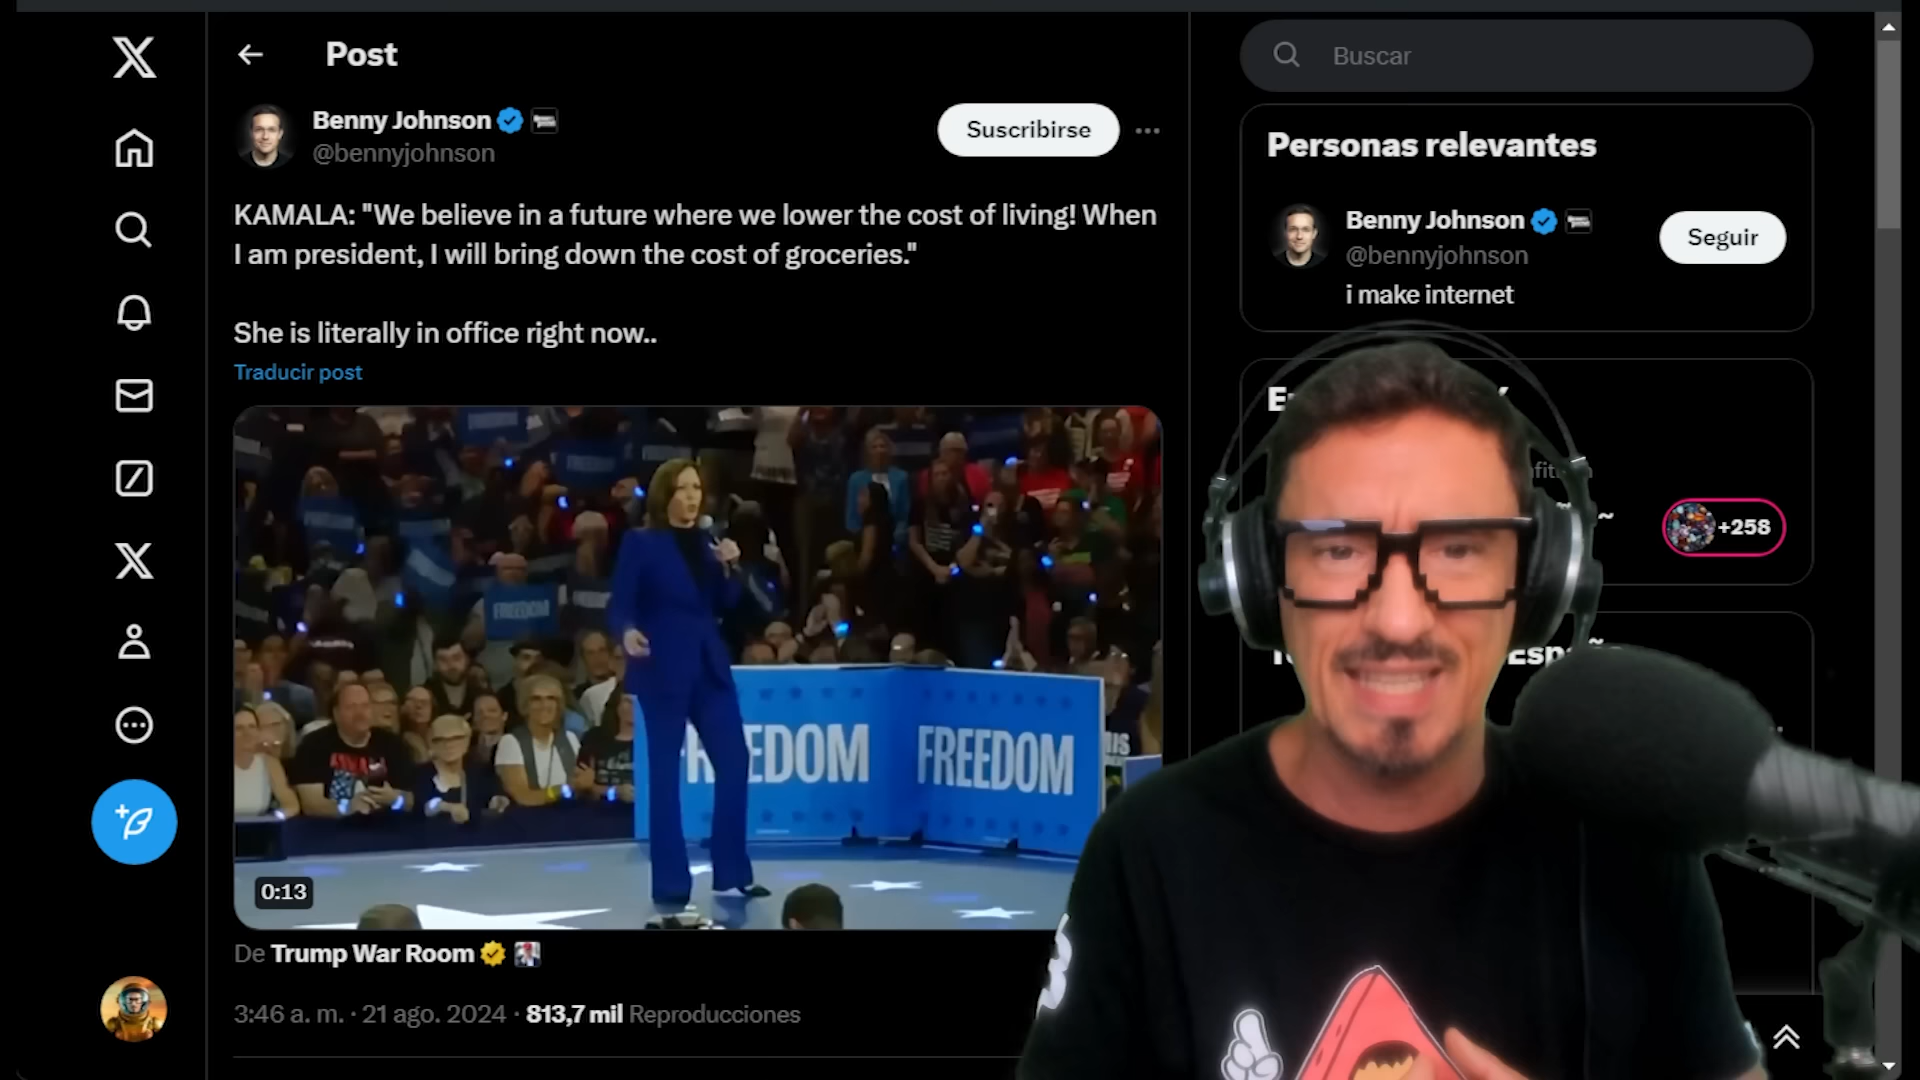 Post
Buscar
Benny Johnson
@bennyjohnson
Suscribirse
KAMALA: "We believe in a future where we lower the cost of living! When
I am president, I will bring down the cost of groceries."
She is literally in office right now..
Traducir post
FREEDOM
FREEDOM
FREEDOM
0:13
De Trump War Room
3:46 a. m. · 21 ago. 2024 · 813,7 mil Reproducciones
Personas relevantes
Benny Johnson
@bennyjohnson
i make internet
Seguir
+258